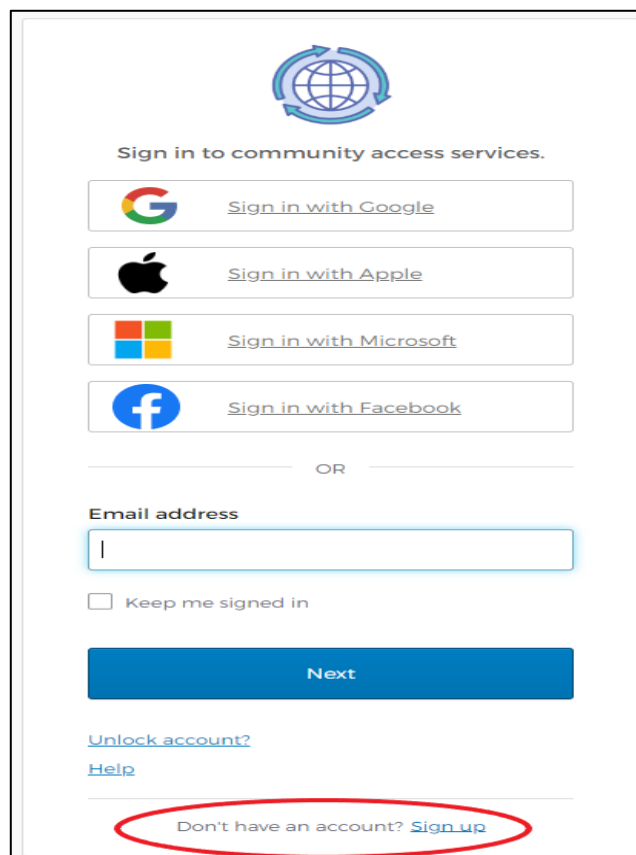 Sign in to community access services.
Sign in with Google
Sign in with Apple
Sign in with Microsoft
Sign in with Facebook
OR
Email address
Keep me signed in
Next
Unlock account?
Help
Don't have an account? Sign up